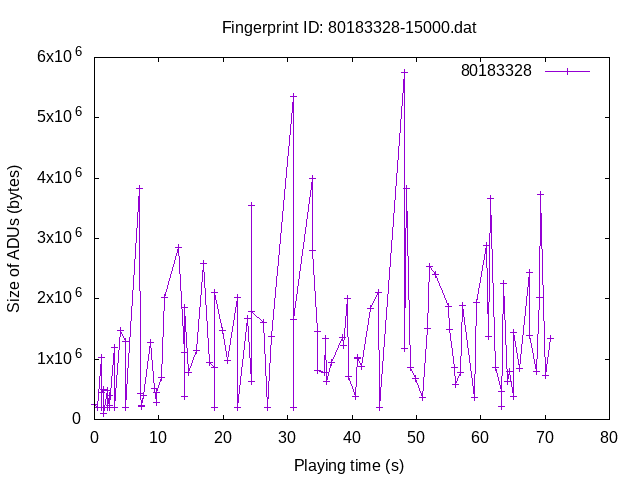 Fingerprint ID: 80183328-15000.dat
80183328
6x10^6
5x10^6
4x10^6
3x10^6
2x10^6
1x10^6
0
Size of ADUs (bytes)
0 10 20 30 40 50 60 70 80
Playing time (s)